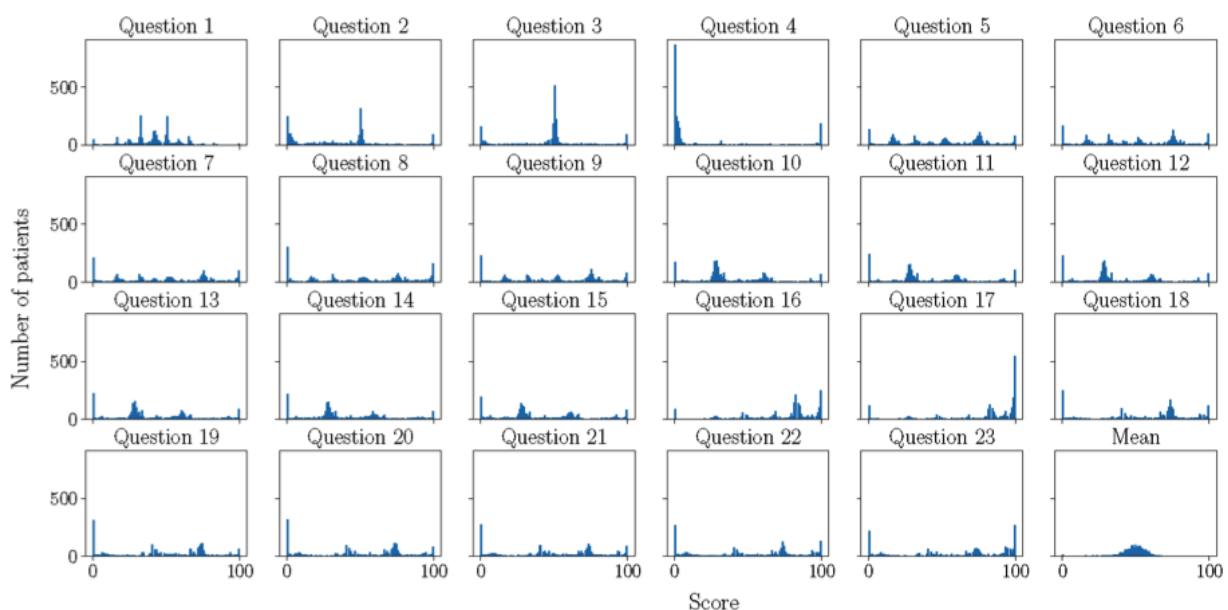 Question 1 Question 2 Question 3 Question 4 Question 5 Question 6
500
0
Question 7 Question 8 Question 9 Question 10 Question 11 Question 12
500
0
Number of patients
Question 13 Question 14 Question 15 Question 16 Question 17 Question 18
500
0
Question 19 Question 20 Question 21 Question 22 Question 23 Mean
500
0
0 100 0 100 0 100 0 100 0 100 0 100
Score